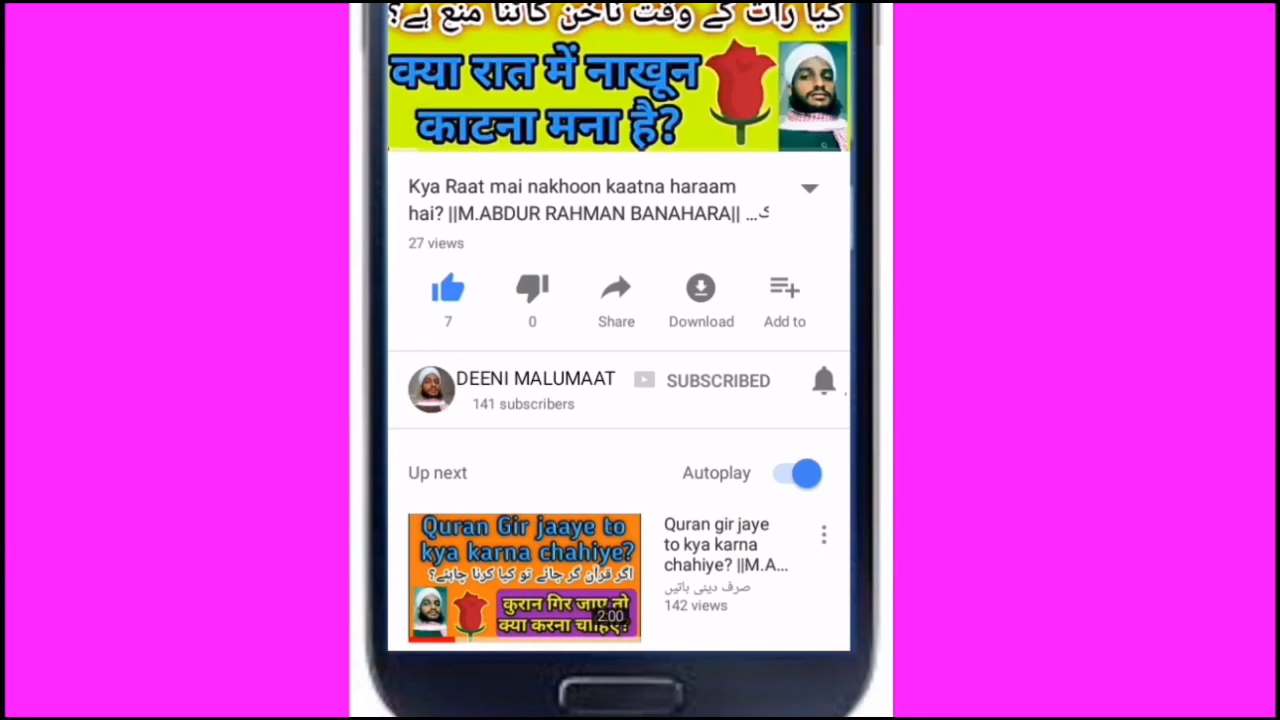 کیا رات کے وقت ناخن کاٹنا منع ہے؟
क्या रात में नाखून
काटना मना है?
Kya Raat mai nakhoon kaatna haraam
hai? ||M.ABDUR RAHMAN BANAHARA|| ...ک
27 views
7
0
Share
Download
Add to
DEENI MALUMAAT
SUBSCRIBED
141 subscribers
Up next
Autoplay
Quran Gir jaaye to
kya karna chahiye?
اگر قرآن گر جائے تو کیا کرنا چاہئے؟
कुरान गिर जाए तो
क्या करना चाहिए?
2:00
Quran gir jaye
to kya karna
chahiye? ||M.A...
صرف دینی باتیں
142 views